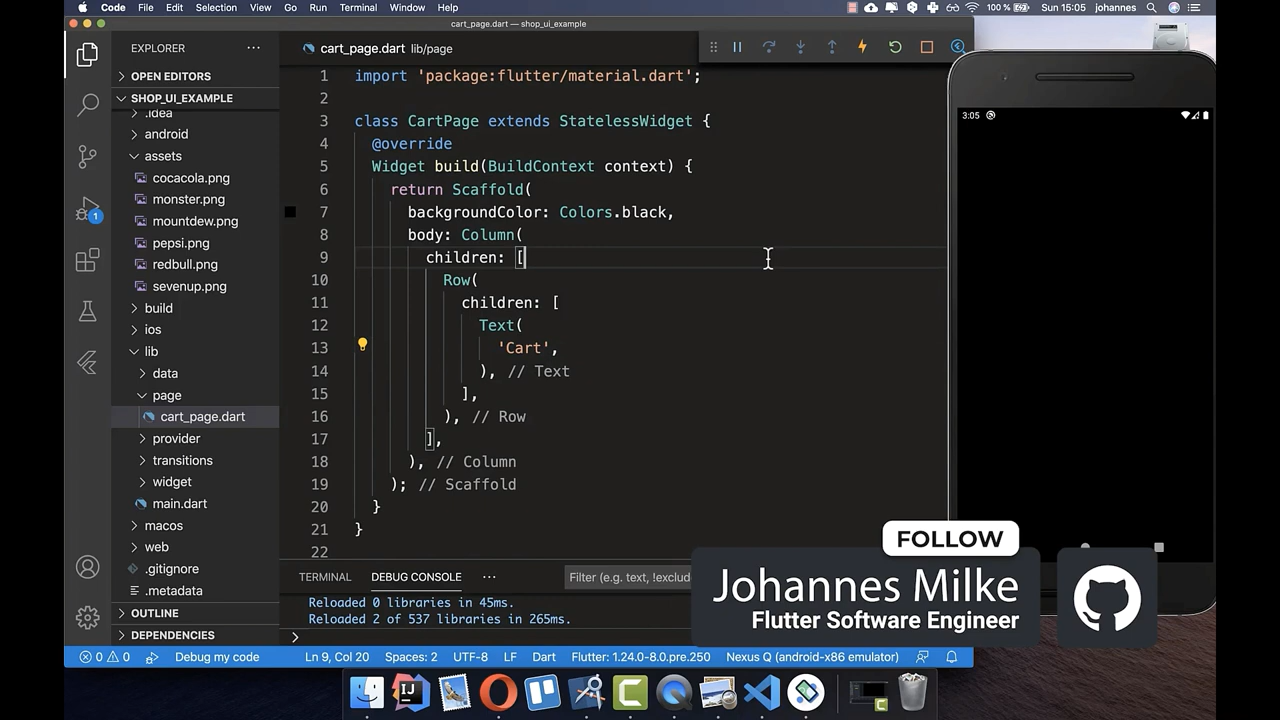 Code File Edit Selection View Go Run Terminal Window Help
100 % Sun 15:05 johannes
cart_page.dart — shop_ui_example
EXPLORER
OPEN EDITORS
SHOP_UI_EXAMPLE
.idea
android
assets
cocacola.png
monster.png
mountdew.png
pepsi.png
redbull.png
sevenup.png
build
ios
lib
data
page
cart_page.dart
provider
transitions
widget
main.dart
macos
web
.gitignore
.metadata
OUTLINE
DEPENDENCIES
1
cart_page.dart lib/page
1 import 'package:flutter/material.dart';
2
3 class CartPage extends StatelessWidget {
4 @override
5 Widget build(BuildContext context) {
6 return Scaffold(
7 backgroundColor: Colors.black,
8 body: Column(
9 children: [
10 Row(
11 children: [
12 Text(
13 'Cart',
14 ), // Text
15 ],
16 ), // Row
17 ],
18 ), // Column
19 ); // Scaffold
20 }
21 }
22
TERMINAL DEBUG CONSOLE ···
Filter (e.g. text, !exclud
Reloaded 0 libraries in 45ms.
Reloaded 2 of 537 libraries in 265ms.
3:05
FOLLOW
Johannes Milke
Flutter Software Engineer
0 0 Debug my code Ln 9, Col 20 Spaces: 2 UTF-8 LF Dart Flutter: 1.24.0-8.0.pre.250 Nexus Q (android-x86 emulator)